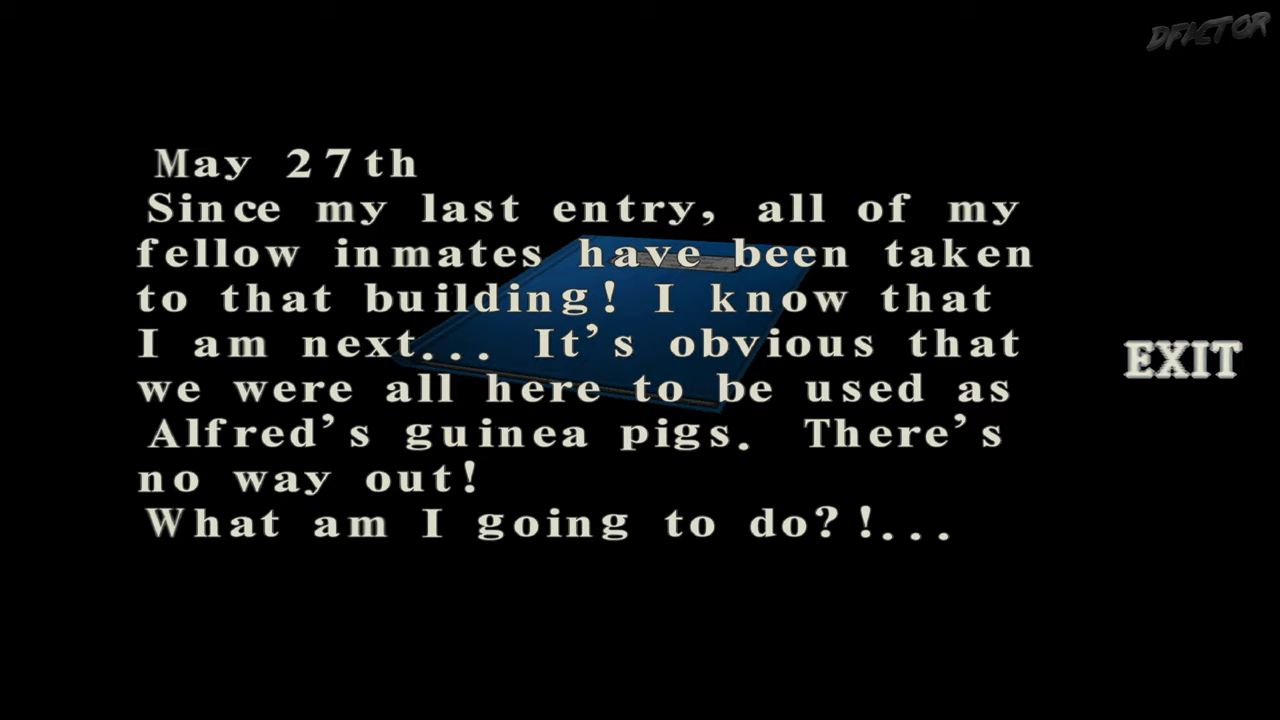 DFACTOR
May 27th
Since my last entry, all of my
fellow inmates have been taken
to that building! I know that
I am next... It's obvious that
we were all here to be used as
Alfred's guinea pigs. There's
no way out!
What am I going to do?!...
EXIT